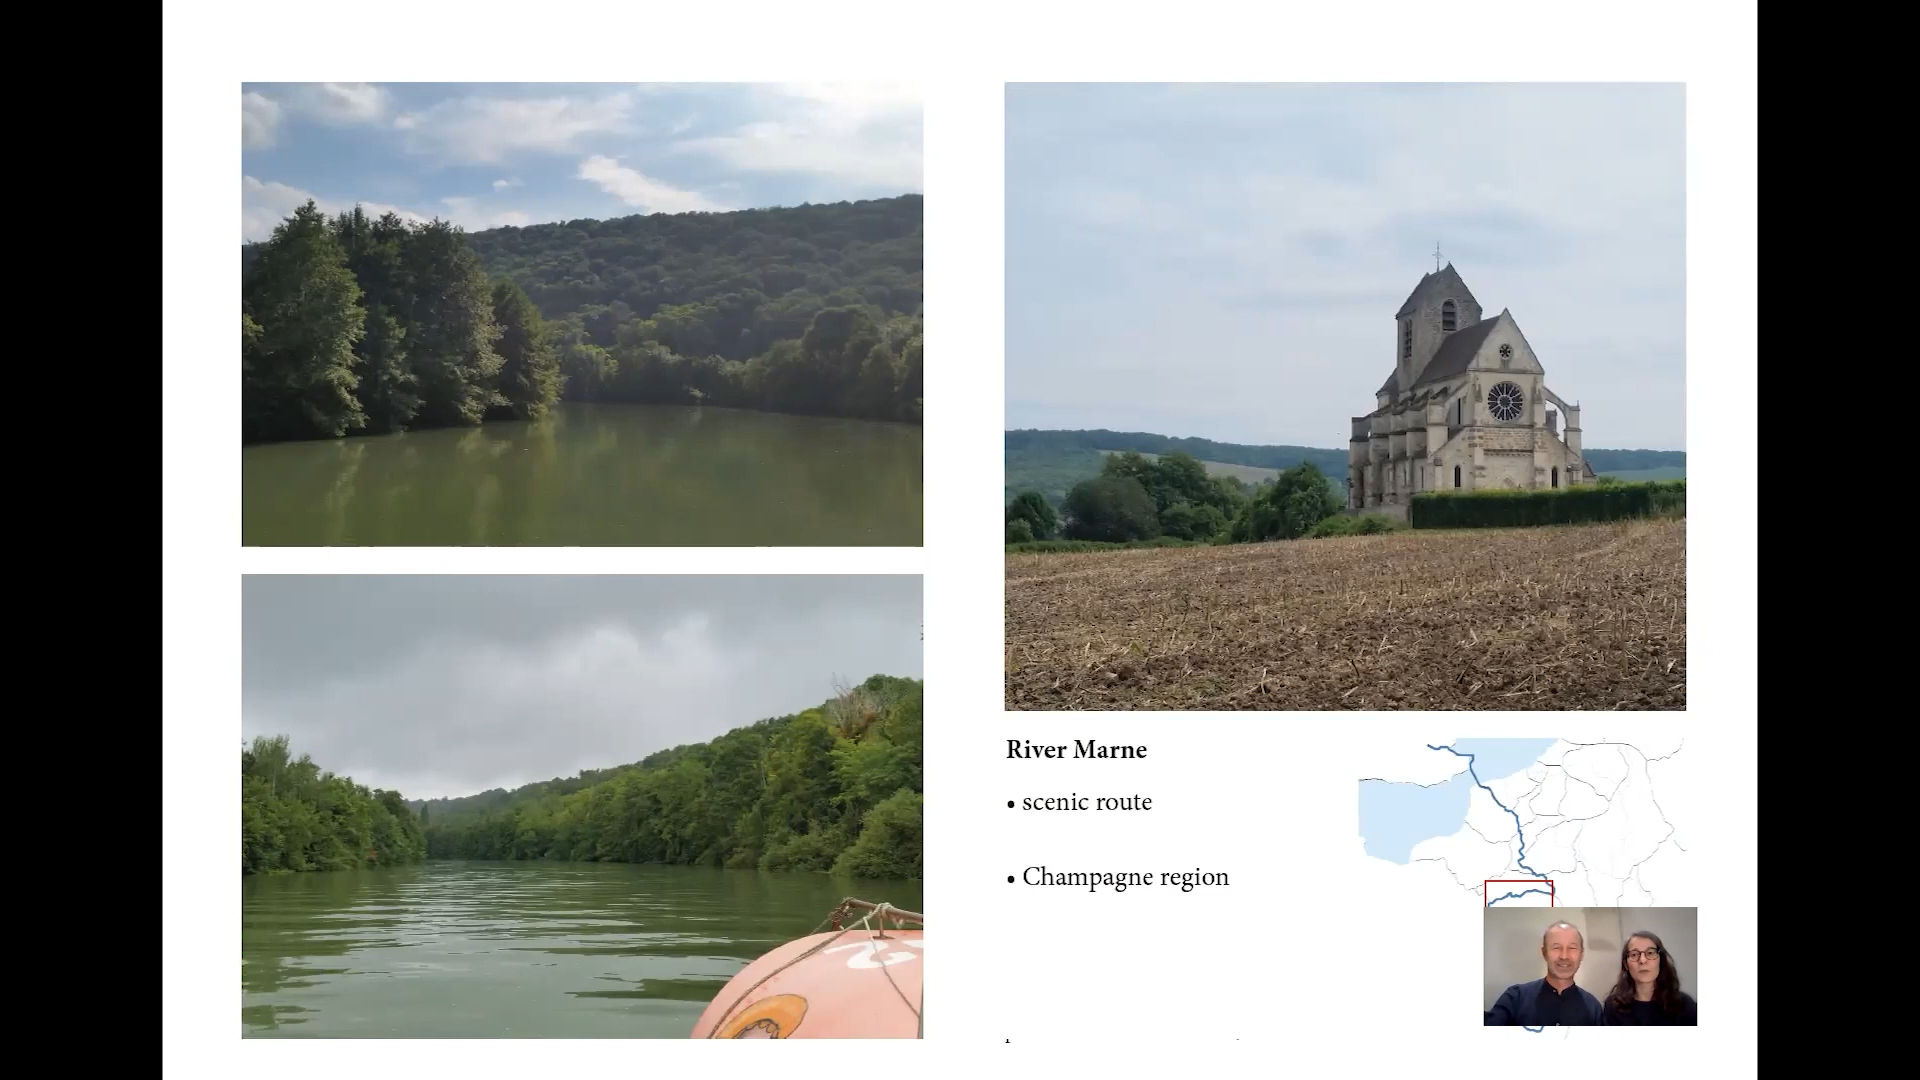 River Marne
• scenic route
• Champagne region